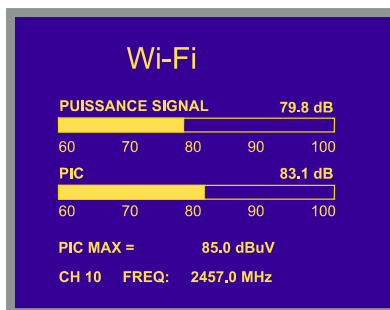 Wi-Fi
PUISSANCE SIGNAL 79.8 dB
60 70 80 90 100
PIC 83.1 dB
60 70 80 90 100
PIC MAX = 85.0 dBuV
CH 10 FREQ: 2457.0 MHz